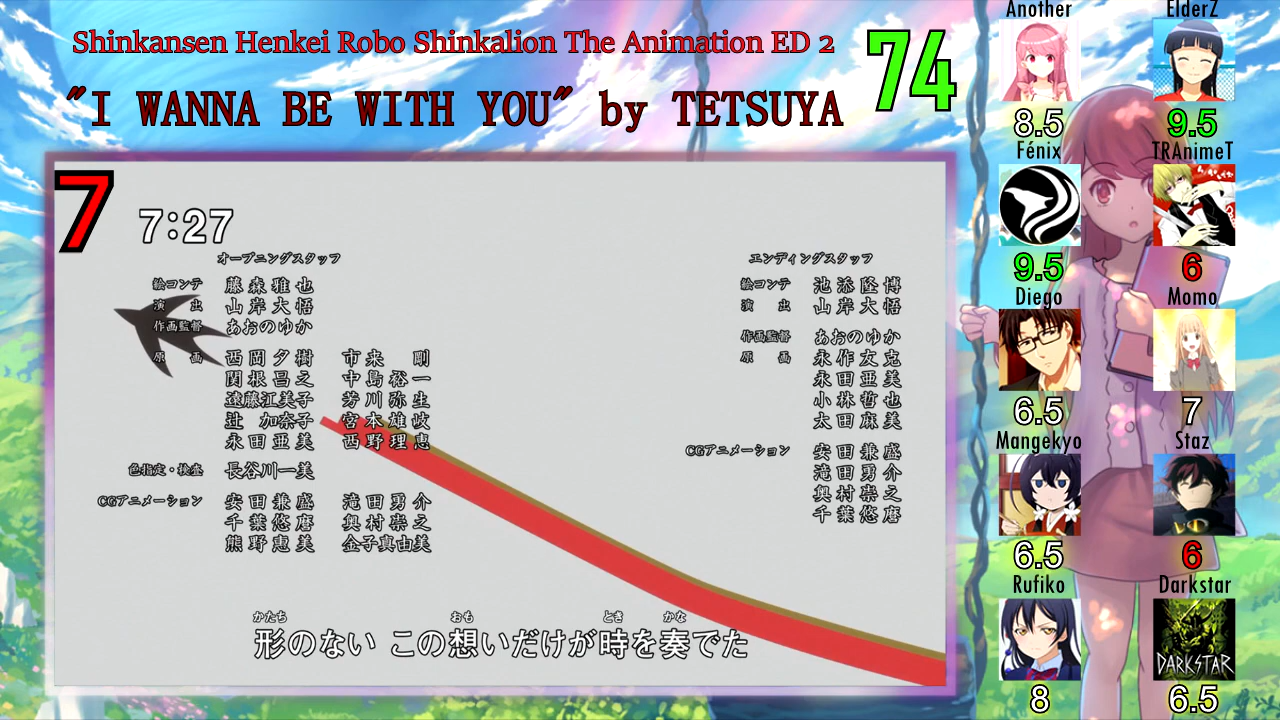 Shinkansen Henkei Robo Shinkalion The Animation ED 2
"I WANNA BE WITH YOU" by TETSUYA
74
7
7:27
オープニングスタッフ
絵コンテ 藤森雅也
演出 山岸大悟
作画監督 あおのゆか
原画 西岡夕樹 市来 剛
関根昌之 中島裕一
遠藤江美子 芳川弥生
辻 加奈子 宮本雄岐
永田亜美 西野理恵
色指定・検査 長谷川一美
CGアニメーション 安田兼盛 滝田勇介
千葉悠磨 奥村崇之
熊野恵美 金子真由美
エンディングスタッフ
絵コンテ 池添隆博
演出 山岸大悟
作画監督 あおのゆか
原画 永作友克
永田亜美
小林哲也
太田麻美
CGアニメーション 安田兼盛
滝田勇介
奥村崇之
千葉悠磨
かたち おも とき かな
形のない この想いだけが時を奏でた
Another ElderZ
8.5 9.5
Fénix TRAnimeT
9.5 6
Diego Momo
6.5 7
Mangekyo Staz
6.5 6
Rufiko Darkstar
DARKSTAR
8 6.5